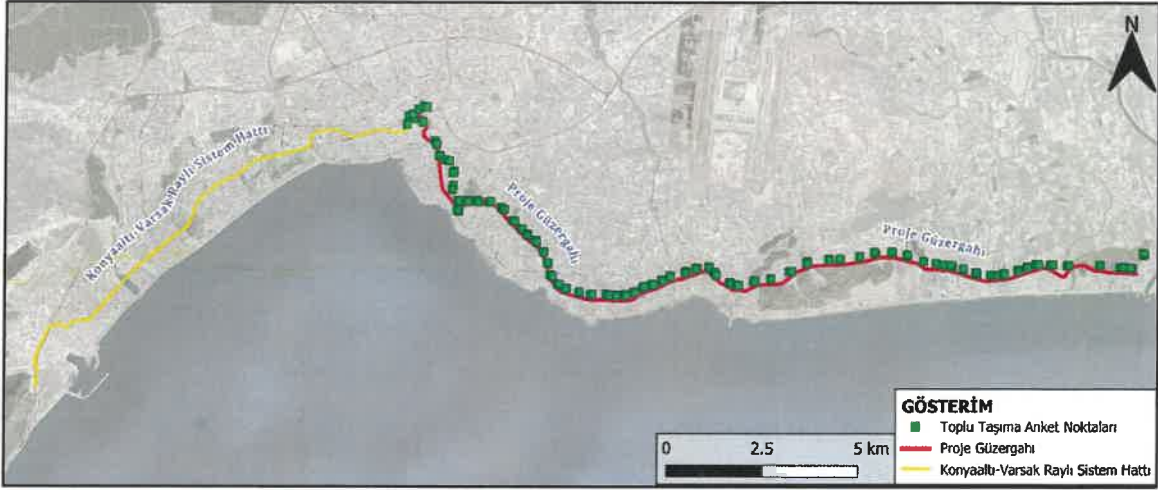 N
Konyaaltı-Varsak Raylı Sistem Hattı
Proje Güzergahı
Proje Güzergahı
GÖSTERİM
Toplu Taşıma Anket Noktaları
Proje Güzergahı
Konyaaltı-Varsak Raylı Sistem Hattı
0 2.5 5 km